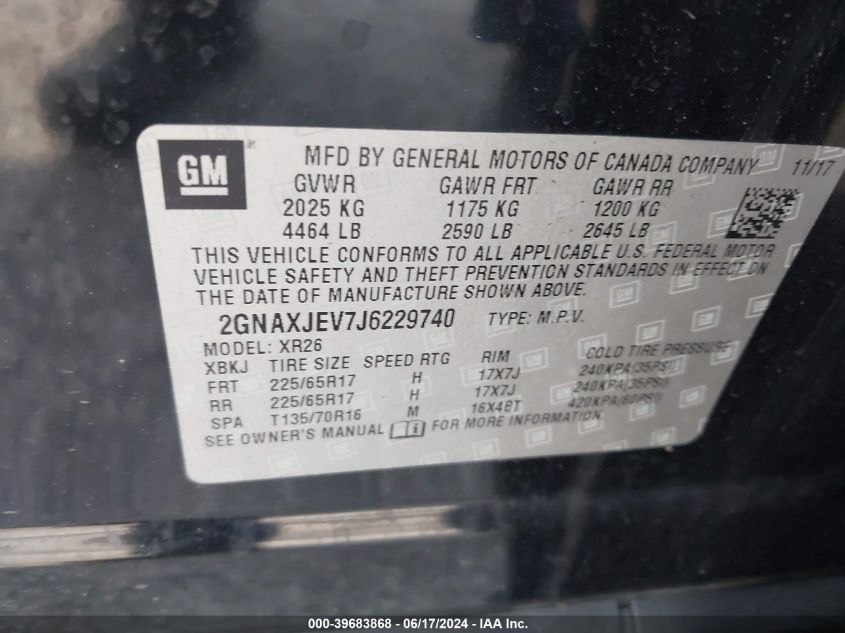 GM MFD BY GENERAL MOTORS OF CANADA COMPANY 11/17
GVWR GAWR FRT GAWR RR
2025 KG 1175 KG 1200 KG
4464 LB 2590 LB 2645 LB
THIS VEHICLE CONFORMS TO ALL APPLICABLE U.S. FEDERAL MOTOR
VEHICLE SAFETY AND THEFT PREVENTION STANDARDS IN EFFECT ON
THE DATE OF MANUFACTURE SHOWN ABOVE.
2GNAXJEV7J6229740 TYPE: M.P.V.
MODEL: XR26
XBKJ TIRE SIZE SPEED RTG RIM COLD TIRE PRESSURE
FRT 225/65R17 H 17X7J 240KPA(35PSI)
RR 225/65R17 H 17X7J 240KPA(35PSI)
SPA T135/70R16 M 16X4BT 420KPA(60PSI)
SEE OWNER'S MANUAL FOR MORE INFORMATION.
000-39683868 - 06/17/2024 - IAAI.COM.